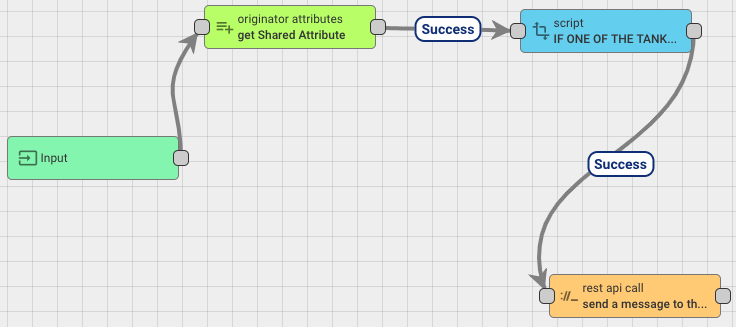 originator attributes
get Shared Attribute
Success
script
IF ONE OF THE TANK...
Input
Success
rest api call
send a message to th...